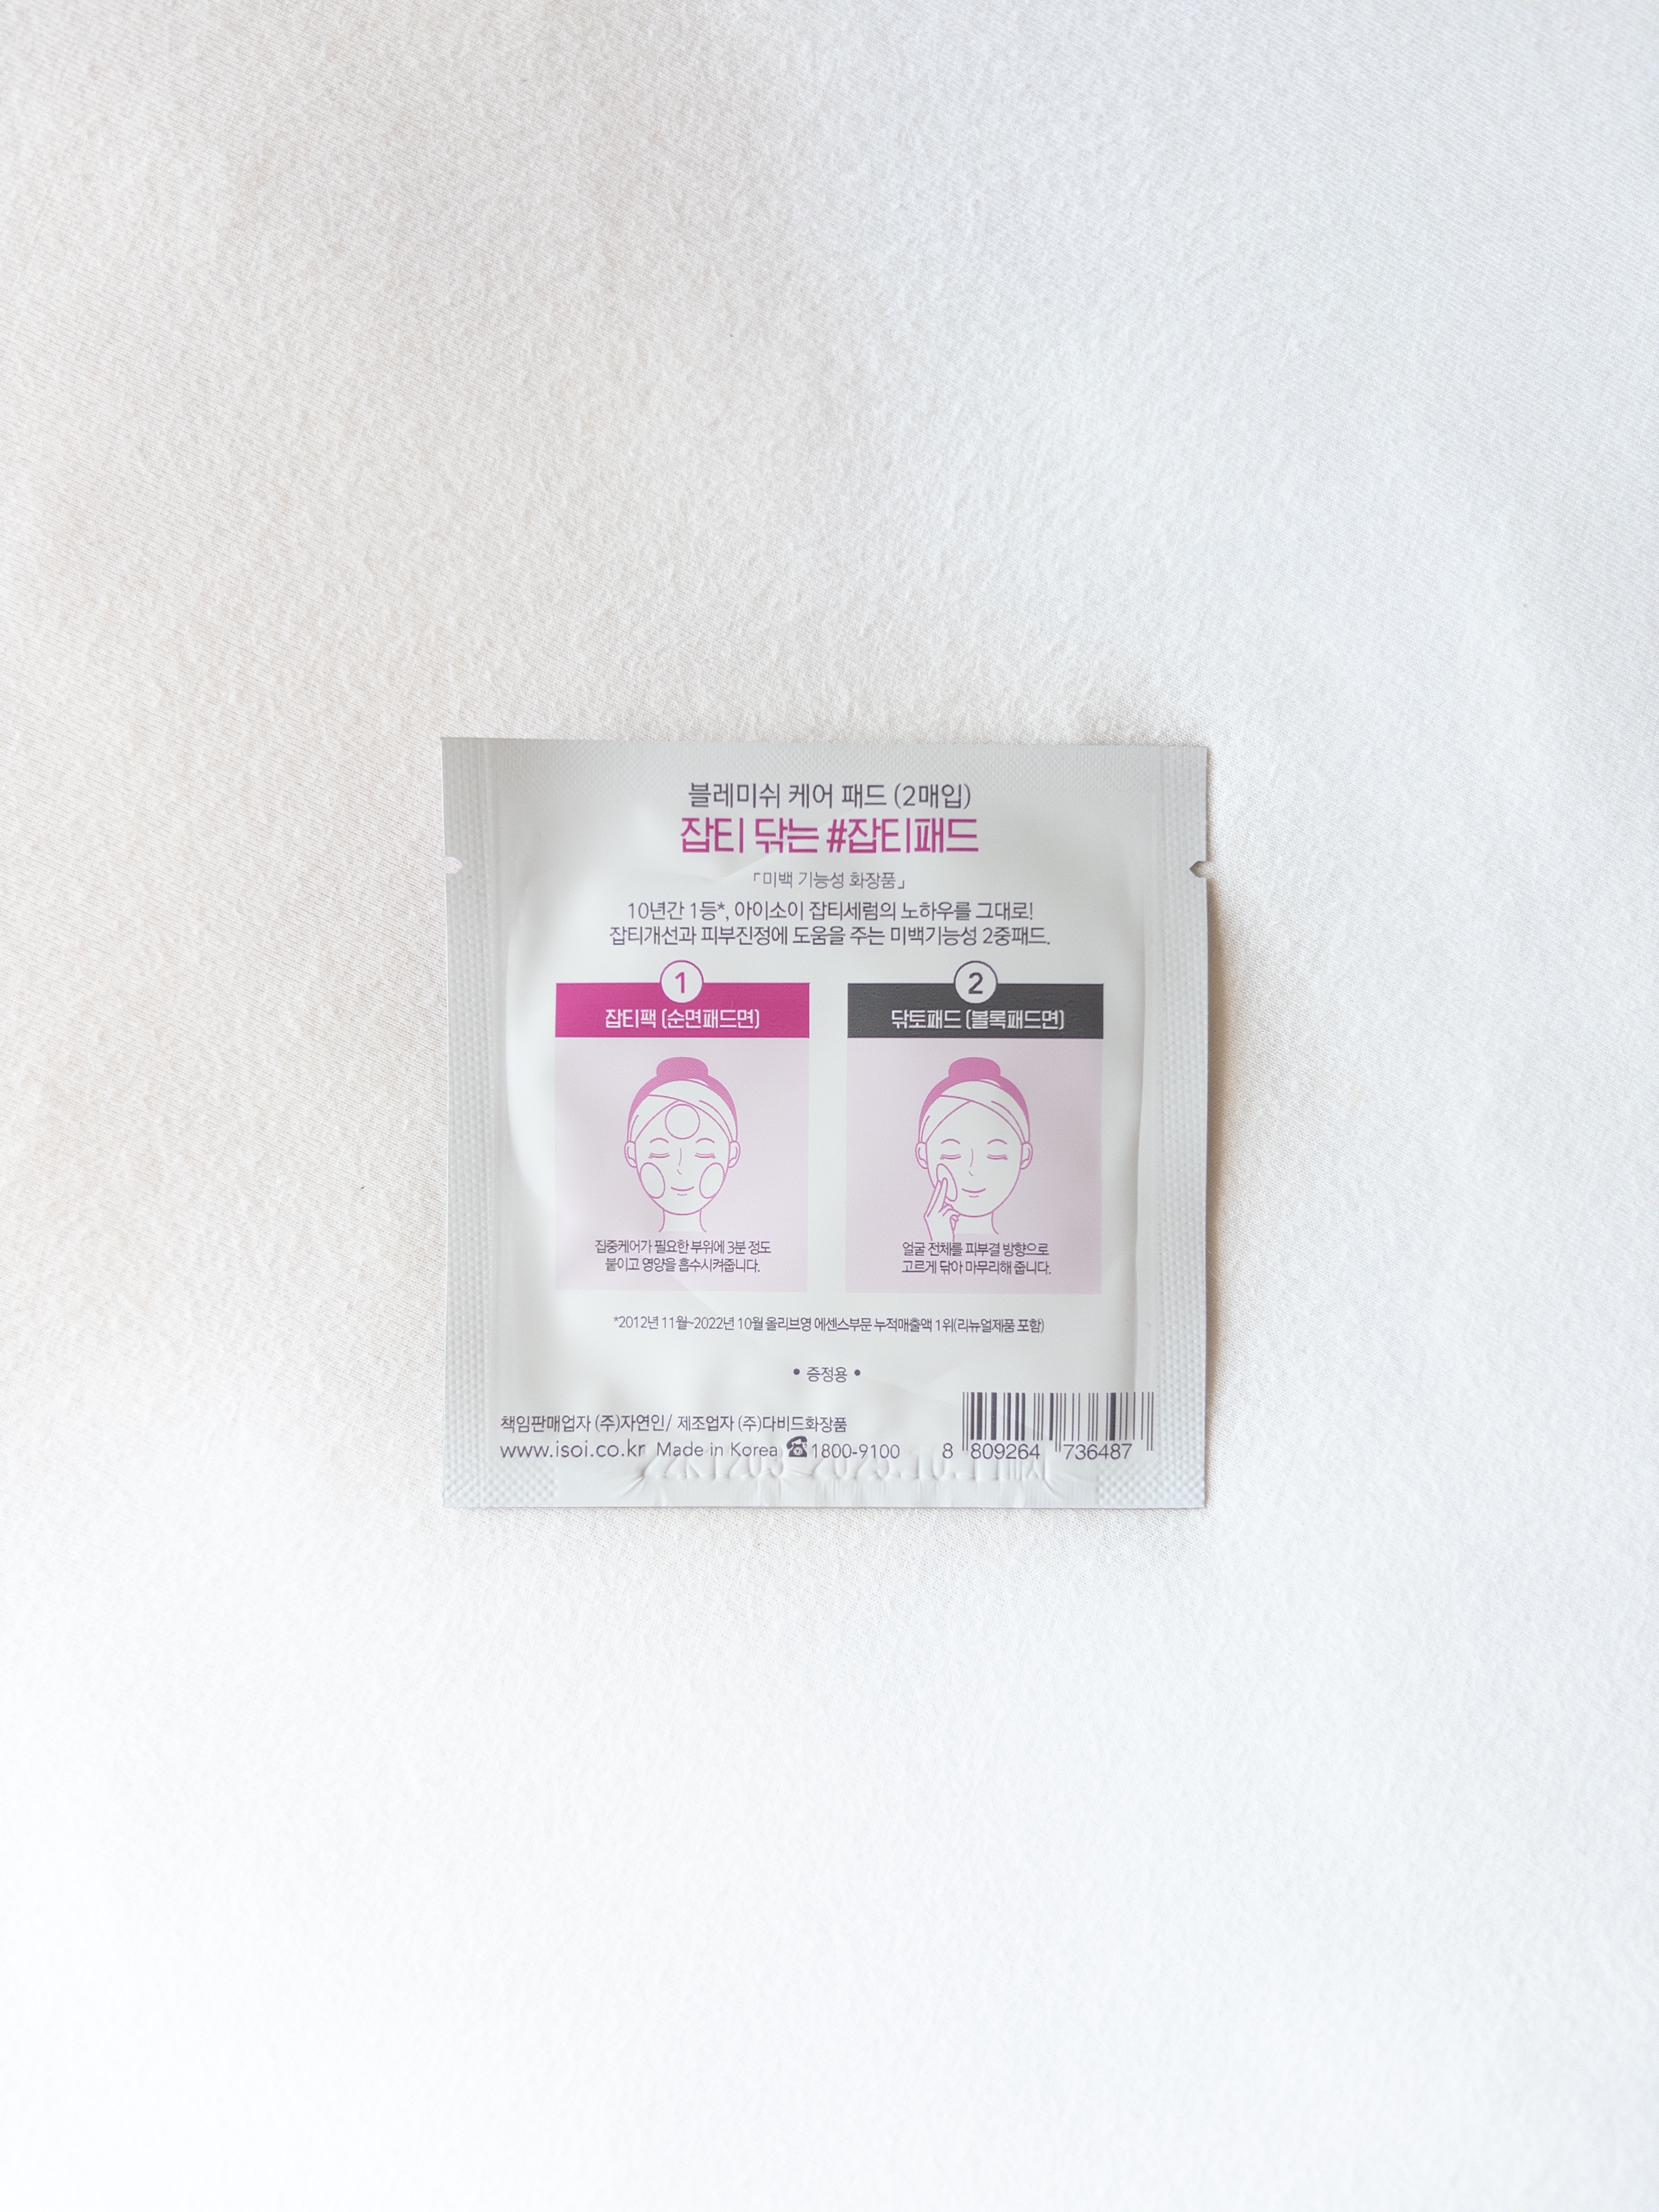 블레미쉬 케어 패드 (2매입)
잡티 닦는 #잡티패드
「미백 기능성 화장품」
10년간 1등*, 아이소이 잡티세럼의 노하우를 그대로!
잡티개선과 피부진정에 도움을 주는 미백기능성 2중패드.
1
잡티팩 (순면패드면)
집중케어가 필요한 부위에 3분 정도
붙이고 영양을 흡수시켜줍니다.
2
닦토패드 (볼록패드면)
얼굴 전체를 피부결 방향으로
고르게 닦아 마무리해 줍니다.
*2012년 11월~2022년 10월 올리브영 에센스부문 누적매출액 1위(리뉴얼제품 포함)
• 증정용 •
책임판매업자 (주)자연인/ 제조업자 (주)다비드화장품
www.isoi.co.kr Made in Korea ☎1800-9100
8 809264 736487